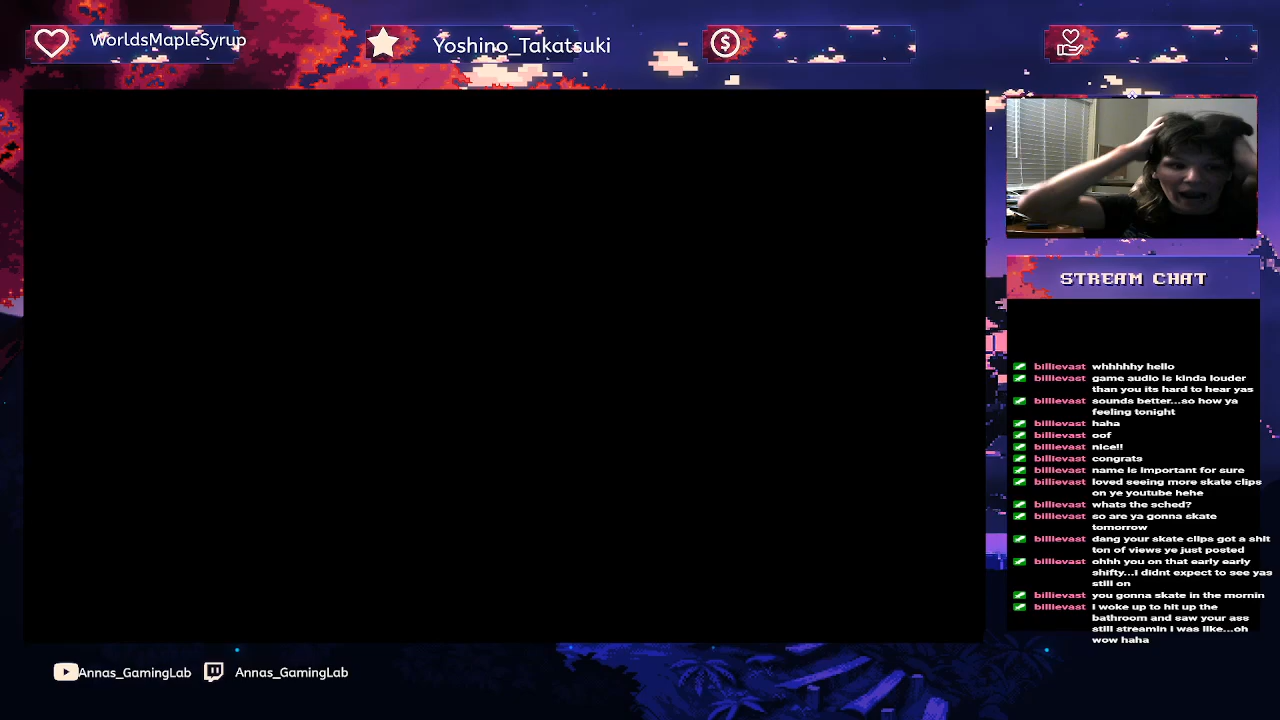 WorldsMapleSyrup
Yoshino_Takatsuki
STREAM CHAT
billievast whhhhhy hello
billievast game audio is kinda louder
than you its hard to hear yas
billievast sounds better...so how ya
feeling tonight
billievast haha
billievast oof
billievast nice!!
billievast congrats
billievast name is important for sure
billievast loved seeing more skate clips
on ye youtube hehe
billievast whats the sched?
billievast so are ya gonna skate
tomorrow
billievast dang your skate clips got a shit
ton of views ye just posted
billievast ohhh you on that early early
shifty...i didnt expect to see yas
still on
billievast you gonna skate in the mornin
billievast I woke up to hit up the
bathroom and saw your ass
still streamin I was like...oh
wow haha
Annas_GamingLab
Annas_GamingLab